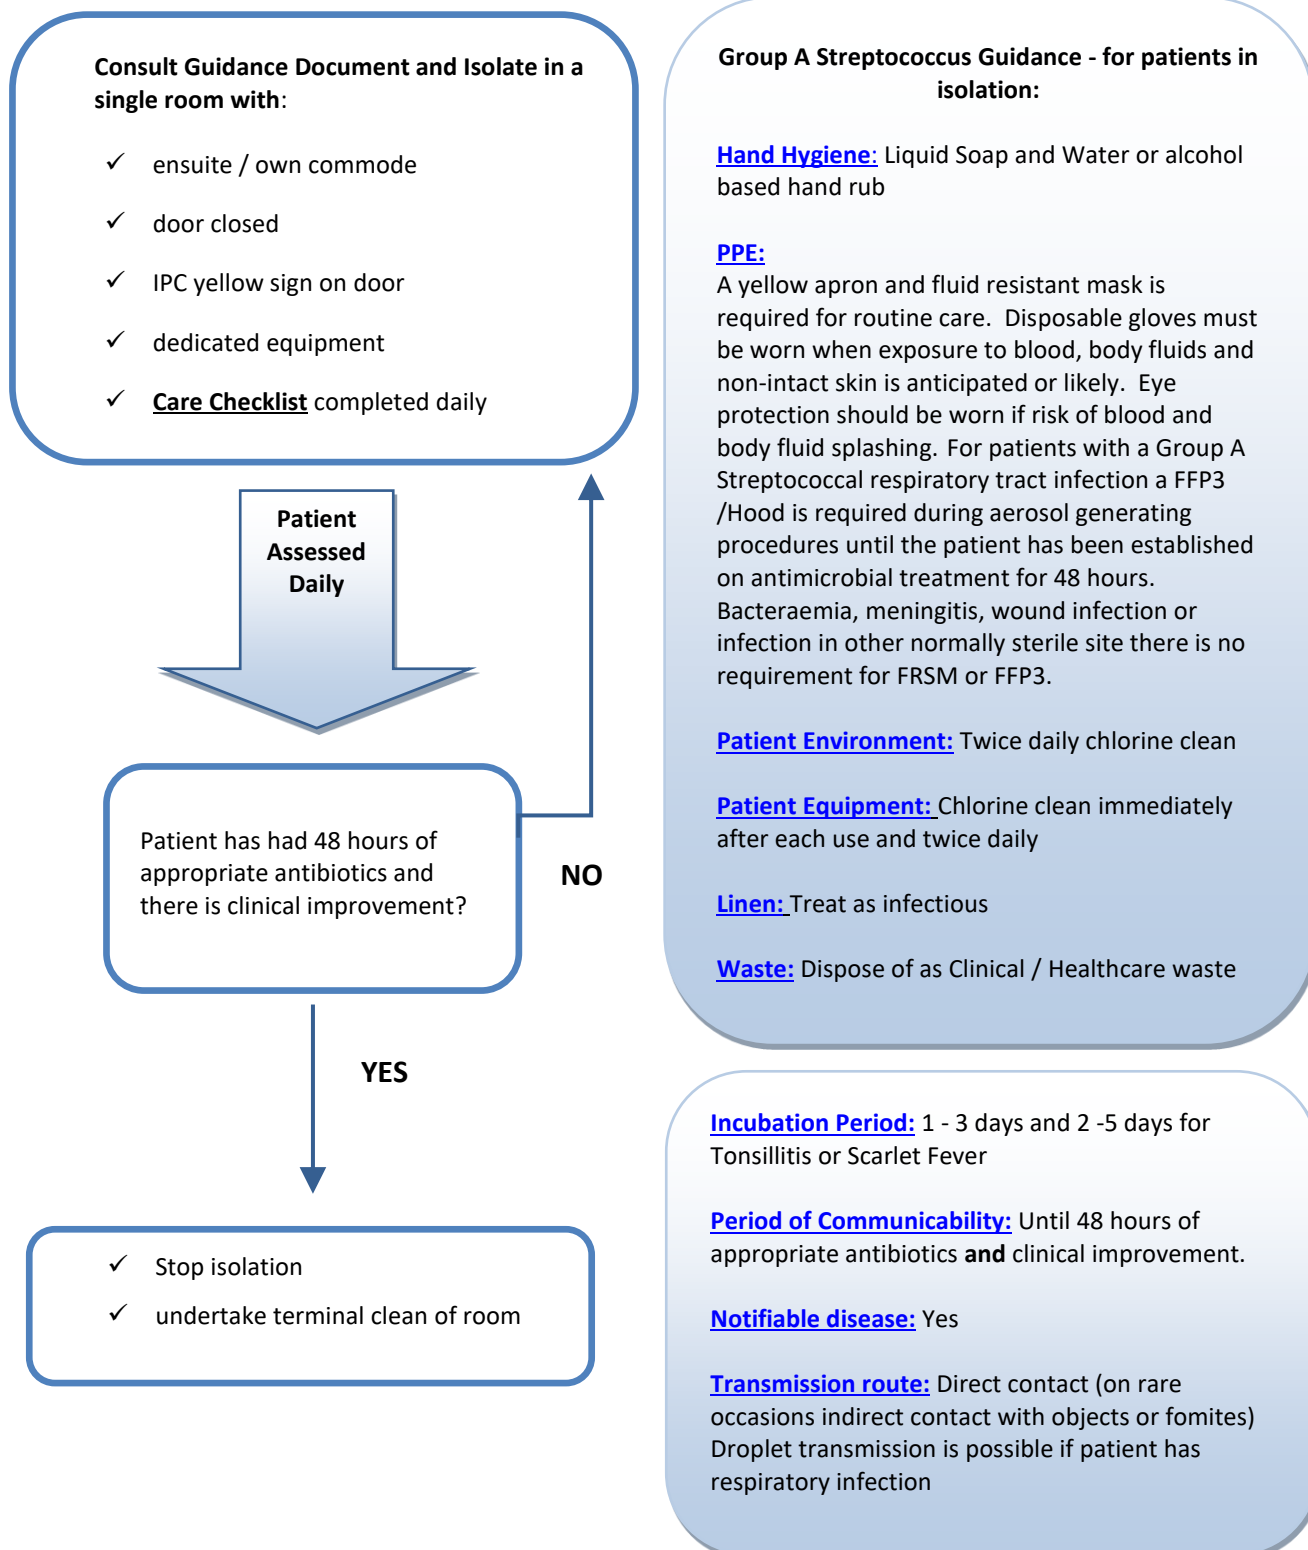 Consult Guidance Document and Isolate in a
single room with:
✓ ensuite / own commode
✓ door closed
✓ IPC yellow sign on door
✓ dedicated equipment
✓ Care Checklist completed daily
Patient
Assessed
Daily
Patient has had 48 hours of
appropriate antibiotics and
there is clinical improvement?
NO
YES
✓ Stop isolation
✓ undertake terminal clean of room
Group A Streptococcus Guidance - for patients in
isolation:
Hand Hygiene: Liquid Soap and Water or alcohol
based hand rub
PPE:
A yellow apron and fluid resistant mask is
required for routine care.  Disposable gloves must
be worn when exposure to blood, body fluids and
non-intact skin is anticipated or likely.  Eye
protection should be worn if risk of blood and
body fluid splashing. For patients with a Group A
Streptococcal respiratory tract infection a FFP3
/Hood is required during aerosol generating
procedures until the patient has been established
on antimicrobial treatment for 48 hours.
Bacteraemia, meningitis, wound infection or
infection in other normally sterile site there is no
requirement for FRSM or FFP3.
Patient Environment: Twice daily chlorine clean
Patient Equipment: Chlorine clean immediately
after each use and twice daily
Linen: Treat as infectious
Waste: Dispose of as Clinical / Healthcare waste
Incubation Period: 1 - 3 days and 2 -5 days for
Tonsillitis or Scarlet Fever
Period of Communicability: Until 48 hours of
appropriate antibiotics and clinical improvement.
Notifiable disease: Yes
Transmission route: Direct contact (on rare
occasions indirect contact with objects or fomites)
Droplet transmission is possible if patient has
respiratory infection